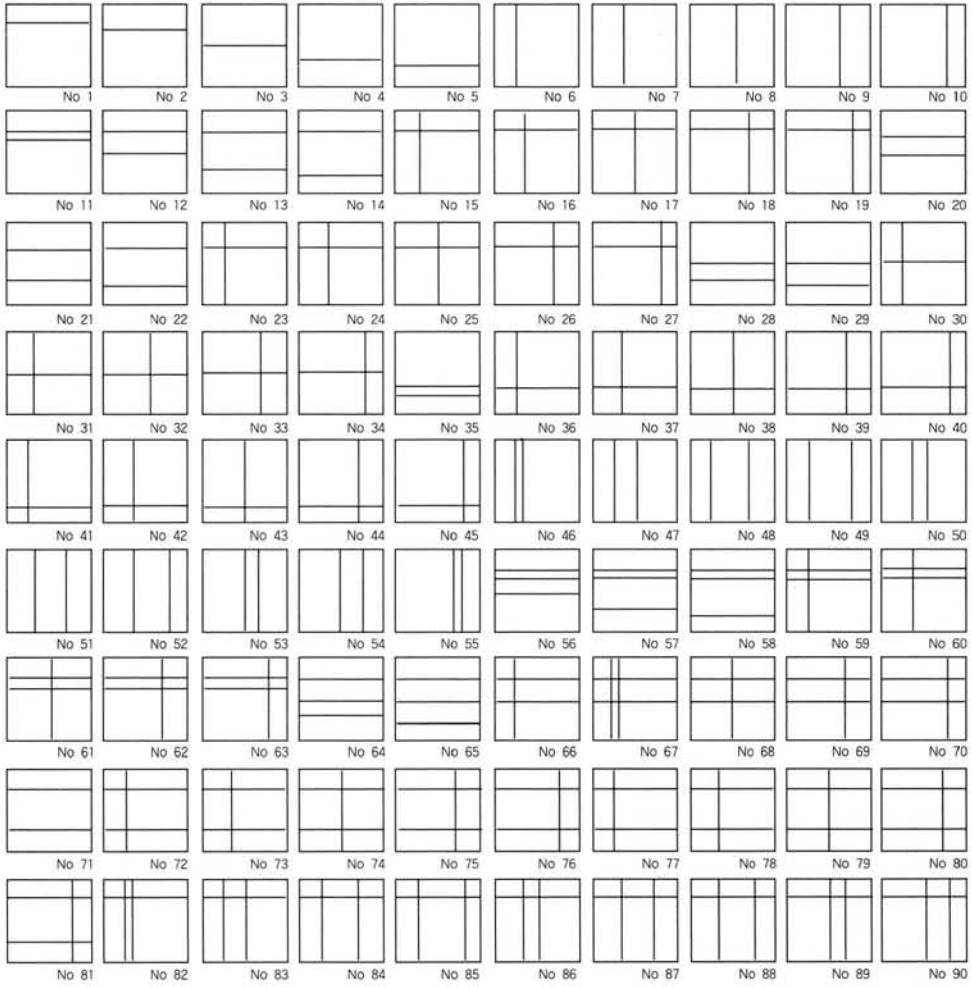 No 1 No 2 No 3 No 4 No 5 No 6 No 7 No 8 No 9 No 10
No 11 No 12 No 13 No 14 No 15 No 16 No 17 No 18 No 19 No 20
No 21 No 22 No 23 No 24 No 25 No 26 No 27 No 28 No 29 No 30
No 31 No 32 No 33 No 34 No 35 No 36 No 37 No 38 No 39 No 40
No 41 No 42 No 43 No 44 No 45 No 46 No 47 No 48 No 49 No 50
No 51 No 52 No 53 No 54 No 55 No 56 No 57 No 58 No 59 No 60
No 61 No 62 No 63 No 64 No 65 No 66 No 67 No 68 No 69 No 70
No 71 No 72 No 73 No 74 No 75 No 76 No 77 No 78 No 79 No 80
No 81 No 82 No 83 No 84 No 85 No 86 No 87 No 88 No 89 No 90